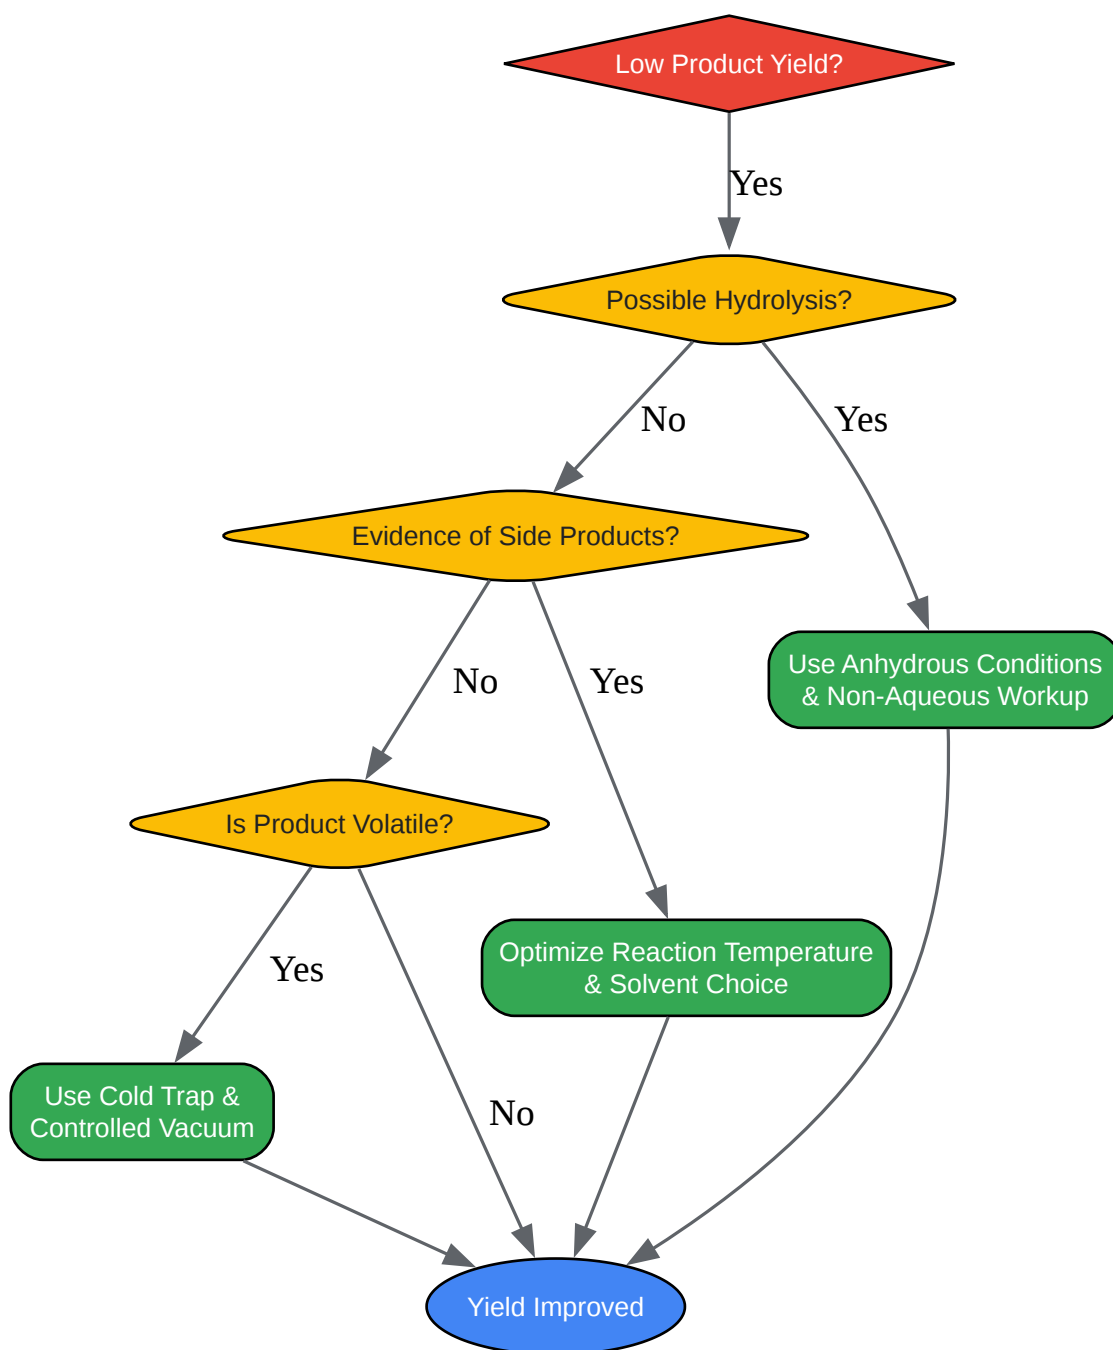 Low Product Yield?
Yes
Possible Hydrolysis?
No
Yes
Evidence of Side Products?
No
Yes
Use Anhydrous Conditions
& Non-Aqueous Workup
Is Product Volatile?
Yes
No
Optimize Reaction Temperature
& Solvent Choice
Use Cold Trap &
Controlled Vacuum
Yield Improved